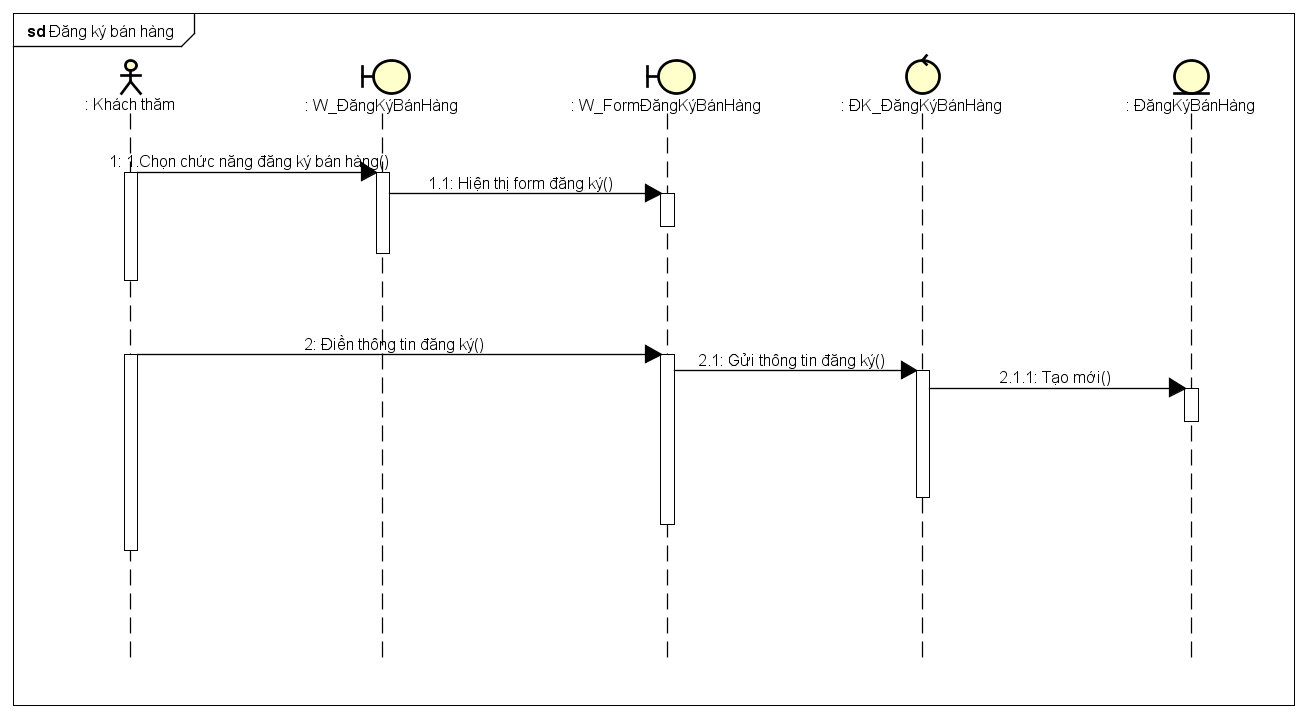 sd Đăng ký bán hàng
: Khách thăm
: W_ĐăngKýBánHàng
: W_FormĐăngKýBánHàng
: ĐK_ĐăngKýBánHàng
: ĐăngKýBánHàng
1: 1.Chọn chức năng đăng ký bán hàng()
1.1: Hiện thị form đăng ký()
2: Điền thông tin đăng ký()
2.1: Gửi thông tin đăng ký()
2.1.1: Tạo mới()